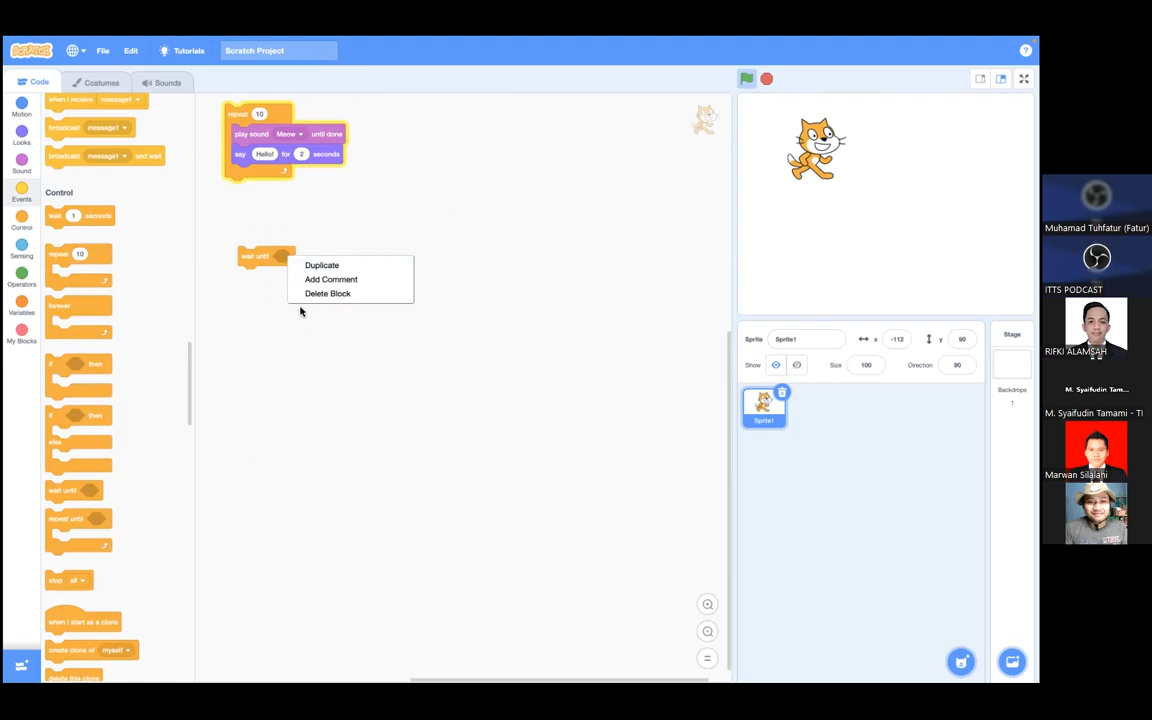 SCRATCH
File
Edit
Tutorials
Scratch Project
Code
Costumes
Sounds
Motion
Looks
Sound
Events
Control
Sensing
Operators
Variables
My Blocks
when I receive message1
broadcast message1
broadcast message1 and wait
Control
wait 1 seconds
repeat 10
forever
if then
if then
else
wait until
repeat until
stop all
when I start as a clone
create clone of myself
delete this clone
repeat 10
play sound Meow until done
say Hello! for 2 seconds
wait until
Duplicate
Add Comment
Delete Block
Sprite Sprite1 x -112 y 90
Show Size 100 Direction 90
Sprite1
Stage
Backdrops
1
Muhamad Tuhfatur (Fatur)
ITTS PODCAST
RIFKI ALAMSAH
M. Syaifudin Tam...
M. Syaifudin Tamami - TI
Marwan Silalahi